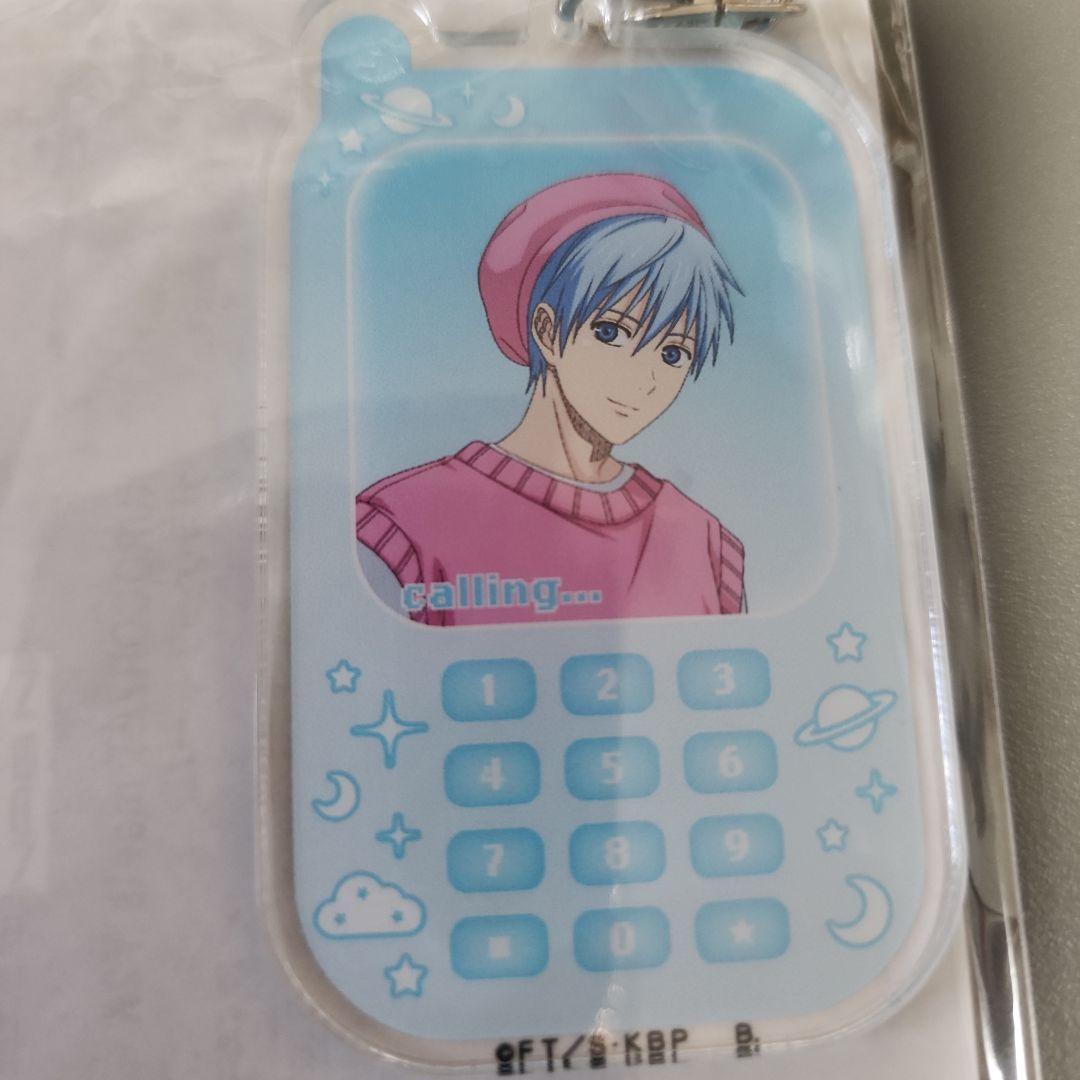 calling...
1 2 3
4 5 6
7 8 9
■ 0 ★
©FT/S・KBP B.